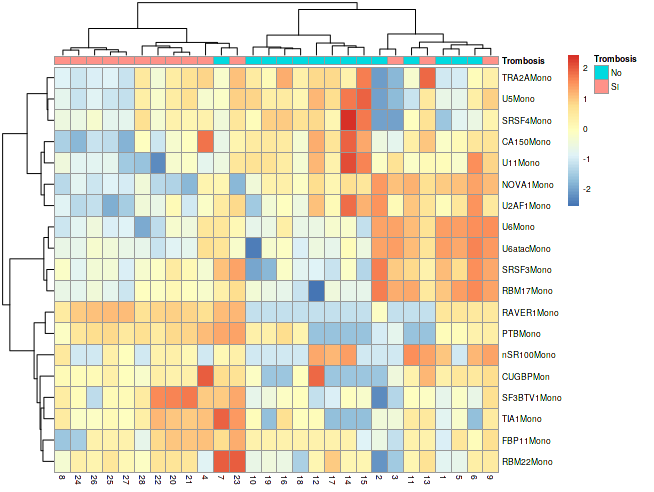 Trombosis
TRA2AMono
U5Mono
SRSF4Mono
CA150Mono
U11Mono
NOVA1Mono
U2AF1Mono
U6Mono
U6atacMono
SRSF3Mono
RBM17Mono
RAVER1Mono
PTBMono
nSR100Mono
CUGBPMon
SF3BTV1Mono
TIA1Mono
FBP11Mono
RBM22Mono
8 24 26 25 27 28 22 20 21 4 7 23 10 19 16 18 12 17 14 15 2 3 11 13 1 5 6 9
2
1
0
-1
-2
Trombosis
No
SI